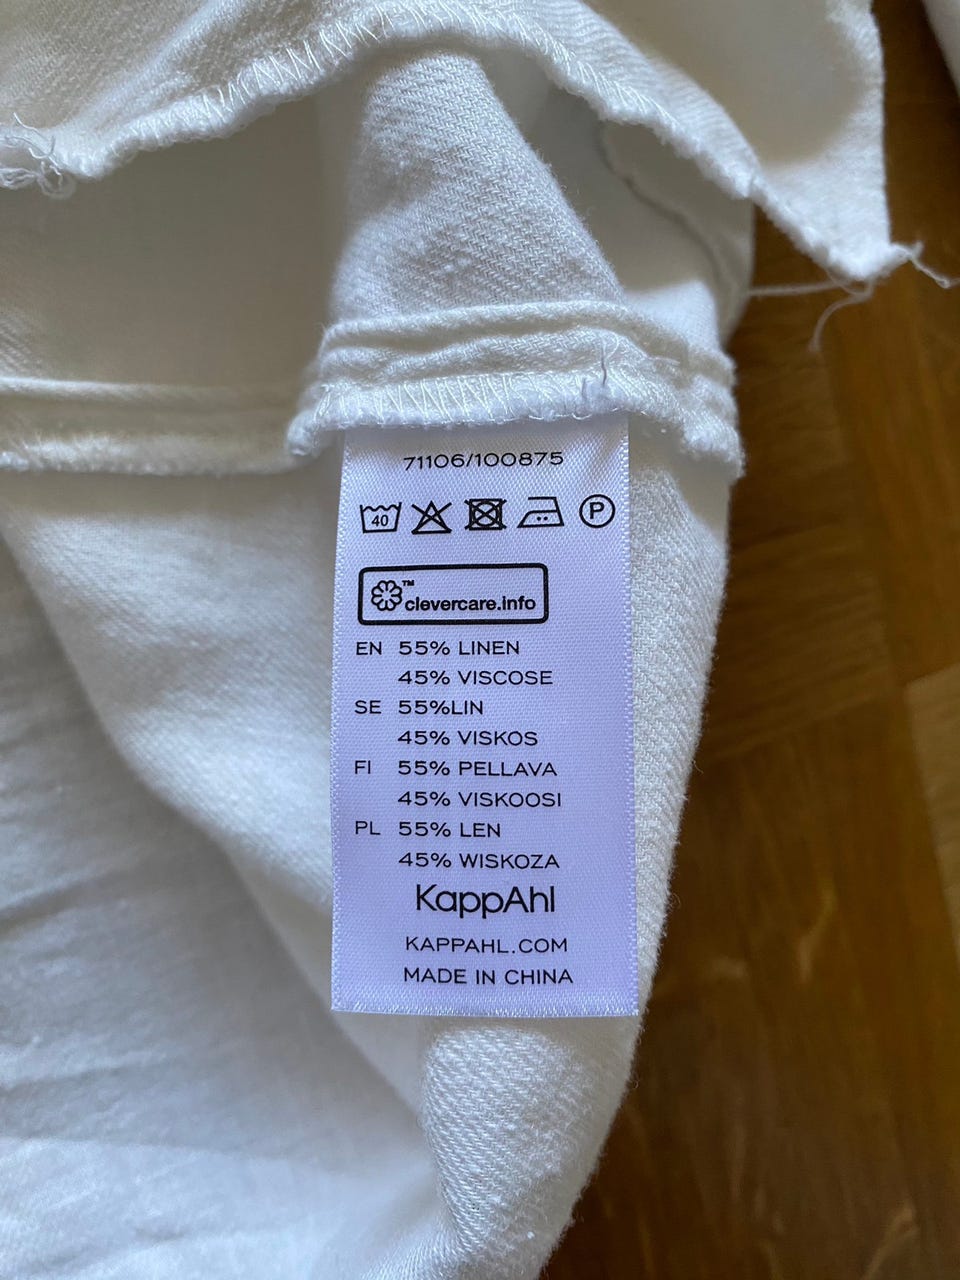 71106/100875
40 P
™
clevercare.info
EN 55% LINEN
45% VISCOSE
SE 55%LIN
45% VISKOS
FI 55% PELLAVA
45% VISKOOSI
PL 55% LEN
45% WISKOZA
KappAhl
KAPPAHL.COM
MADE IN CHINA